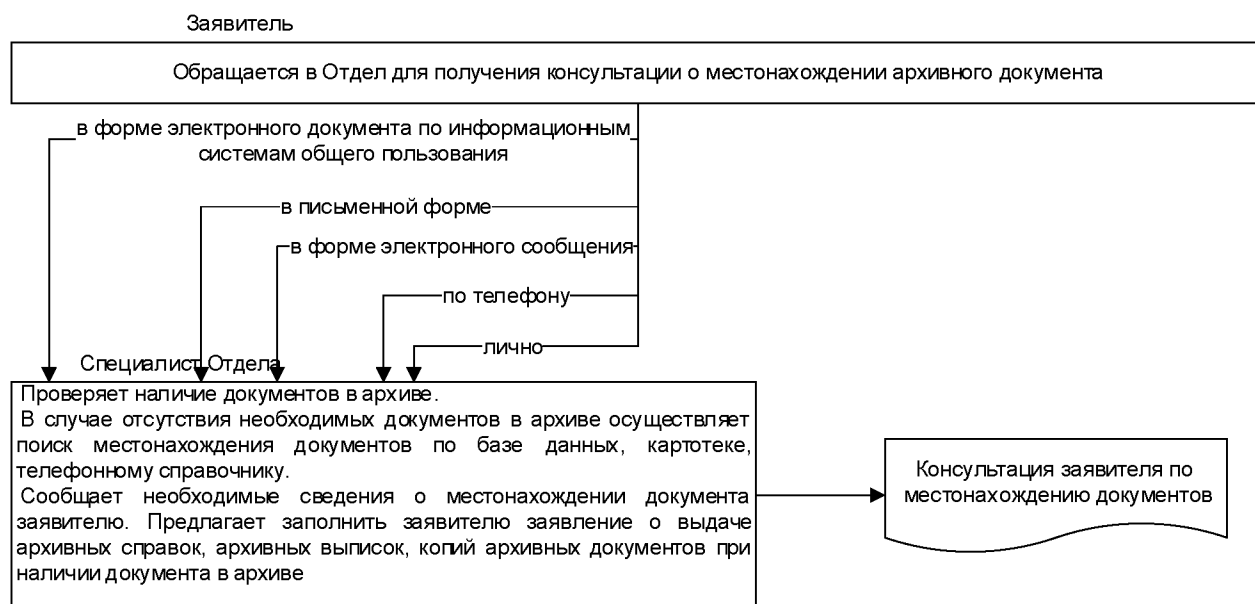 Заявитель
Обращается в Отдел для получения консультации о местонахождении архивного документа
в форме электронного документа по информационным
системам общего пользования
в письменной форме
в форме электронного сообщения
по телефону
лично
Специалист Отдела
Проверяет наличие документов в архиве.
В случае отсутствия необходимых документов в архиве осуществляет
поиск местонахождения документов по базе данных, картотеке,
телефонному справочнику.
Сообщает необходимые сведения о местонахождении документа
заявителю. Предлагает заполнить заявителю заявление о выдаче
архивных справок, архивных выписок, копий архивных документов при
наличии документа в архиве
Консультация заявителя по
местонахождению документов